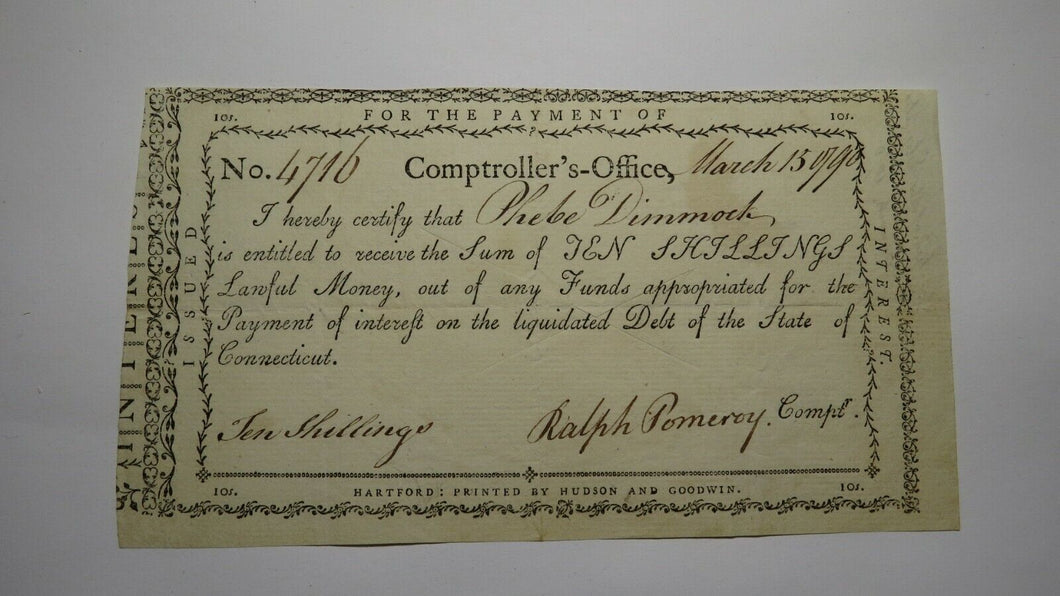 10s. FOR THE PAYMENT OF 10s.
No. 4716 Comptroller's-Office, March 15 1790
I hereby certify that Phebe Dimmock
is entitled to receive the Sum of TEN SHILLINGS
Lawful Money, out of any Funds appropriated for the
Payment of interest on the liquidated Debt of the State of
Connecticut.
Ten Shillings Ralph Pomeroy. Comptr.
10s. HARTFORD: PRINTED BY HUDSON AND GOODWIN. 10s.
ISSUED
INTEREST.